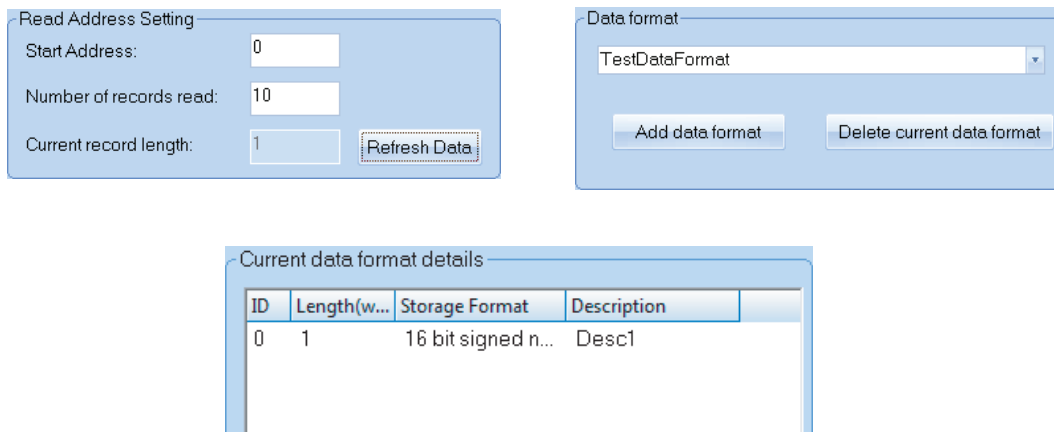 Read Address Setting
Start Address: 0
Number of records read: 10
Current record length: 1
Refresh Data
Data format
TestDataFormat
Add data format Delete current data format
Current data format details
ID Length(w... Storage Format Description
0 1 16 bit signed n... Desc1